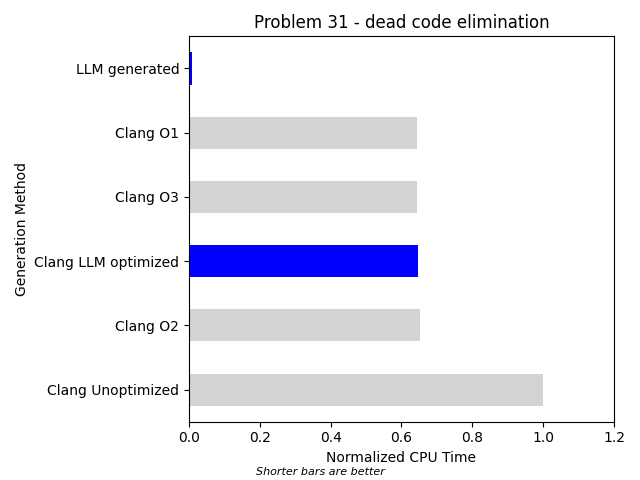 Problem 31 - dead code elimination
Generation Method
LLM generated
Clang O1
Clang O3
Clang LLM optimized
Clang O2
Clang Unoptimized
0.0 0.2 0.4 0.6 0.8 1.0 1.2
Normalized CPU Time
Shorter bars are better